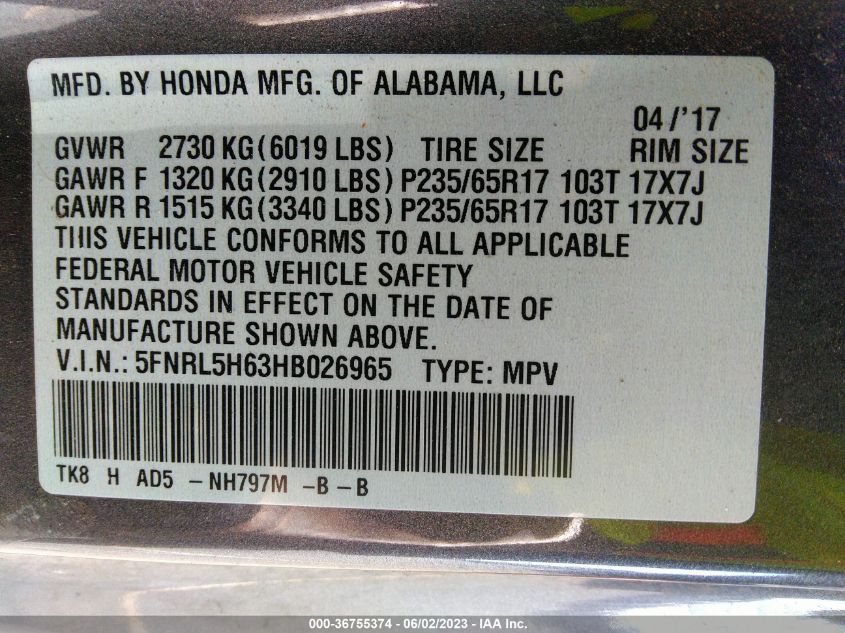 MFD. BY HONDA MFG. OF ALABAMA, LLC
04/'17
GVWR 2730 KG(6019 LBS) TIRE SIZE RIM SIZE
GAWR F 1320 KG(2910 LBS) P235/65R17 103T 17X7J
GAWR R 1515 KG(3340 LBS) P235/65R17 103T 17X7J
THIS VEHICLE CONFORMS TO ALL APPLICABLE
FEDERAL MOTOR VEHICLE SAFETY
STANDARDS IN EFFECT ON THE DATE OF
MANUFACTURE SHOWN ABOVE.
V.I.N.: 5FNRL5H63HB026965 TYPE: MPV
TK8 H AD5 -NH797M -B -B
000-36755374 - 06/02/2023 - IAA Inc.